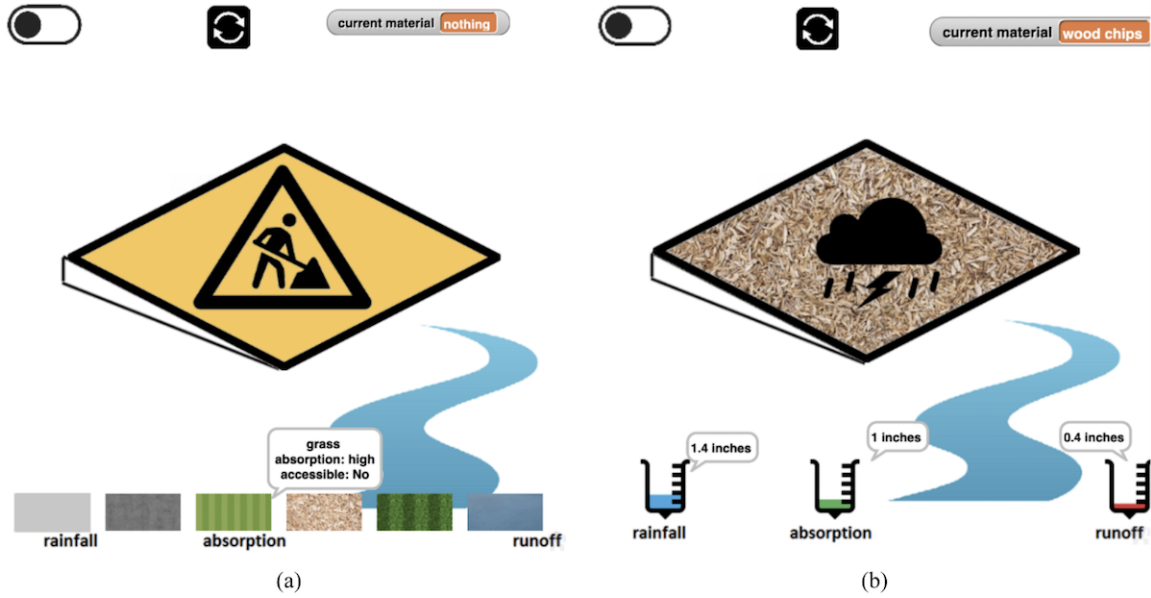 current material nothing
current material wood chips
grass
absorption: high
accessible: No
1.4 inches
1 inches
0.4 inches
rainfall absorption runoff
rainfall absorption runoff
(a)
(b)